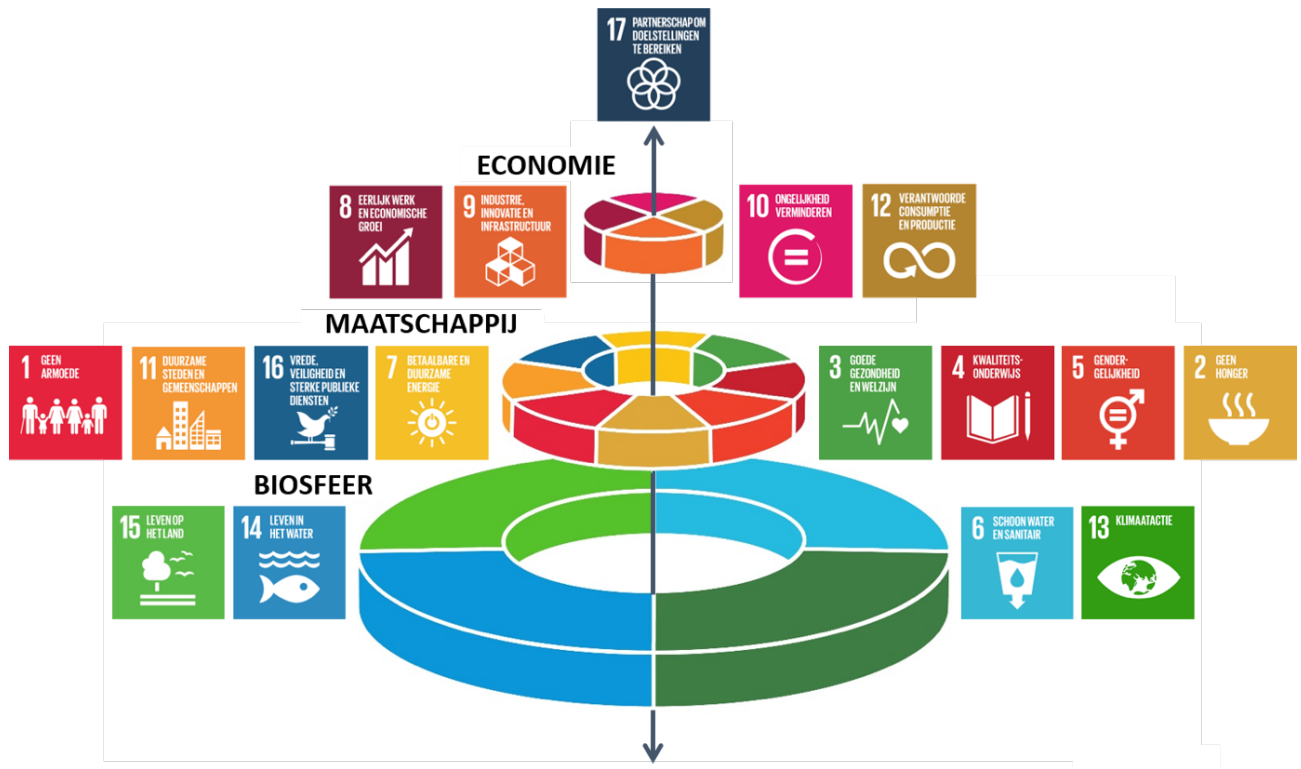 17 PARTNERSCHAP OM
DOELSTELLINGEN
TE BEREIKEN
ECONOMIE
8 EERLIJK WERK
EN ECONOMISCHE
GROEI
9 INDUSTRIE,
INNOVATIE EN
INFRASTRUCTUUR
10 ONGELIJKHEID
VERMINDEREN
12 VERANTWOORDE
CONSUMPTIE
EN PRODUCTIE
MAATSCHAPPIJ
1 GEEN
ARMOEDE
11 DUURZAME
STEDEN EN
GEMEENSCHAPPEN
16 VREDE,
VEILIGHEID EN
STERKE PUBLIEKE
DIENSTEN
7 BETAALBARE EN
DUURZAME
ENERGIE
3 GOEDE
GEZONDHEID
EN WELZIJN
4 KWALITEITS-
ONDERWIJS
5 GENDER-
GELIJKHEID
2 GEEN
HONGER
BIOSFEER
15 LEVEN OP
HET LAND
14 LEVEN IN
HET WATER
6 SCHOON WATER
EN SANITAIR
13 KLIMAATACTIE